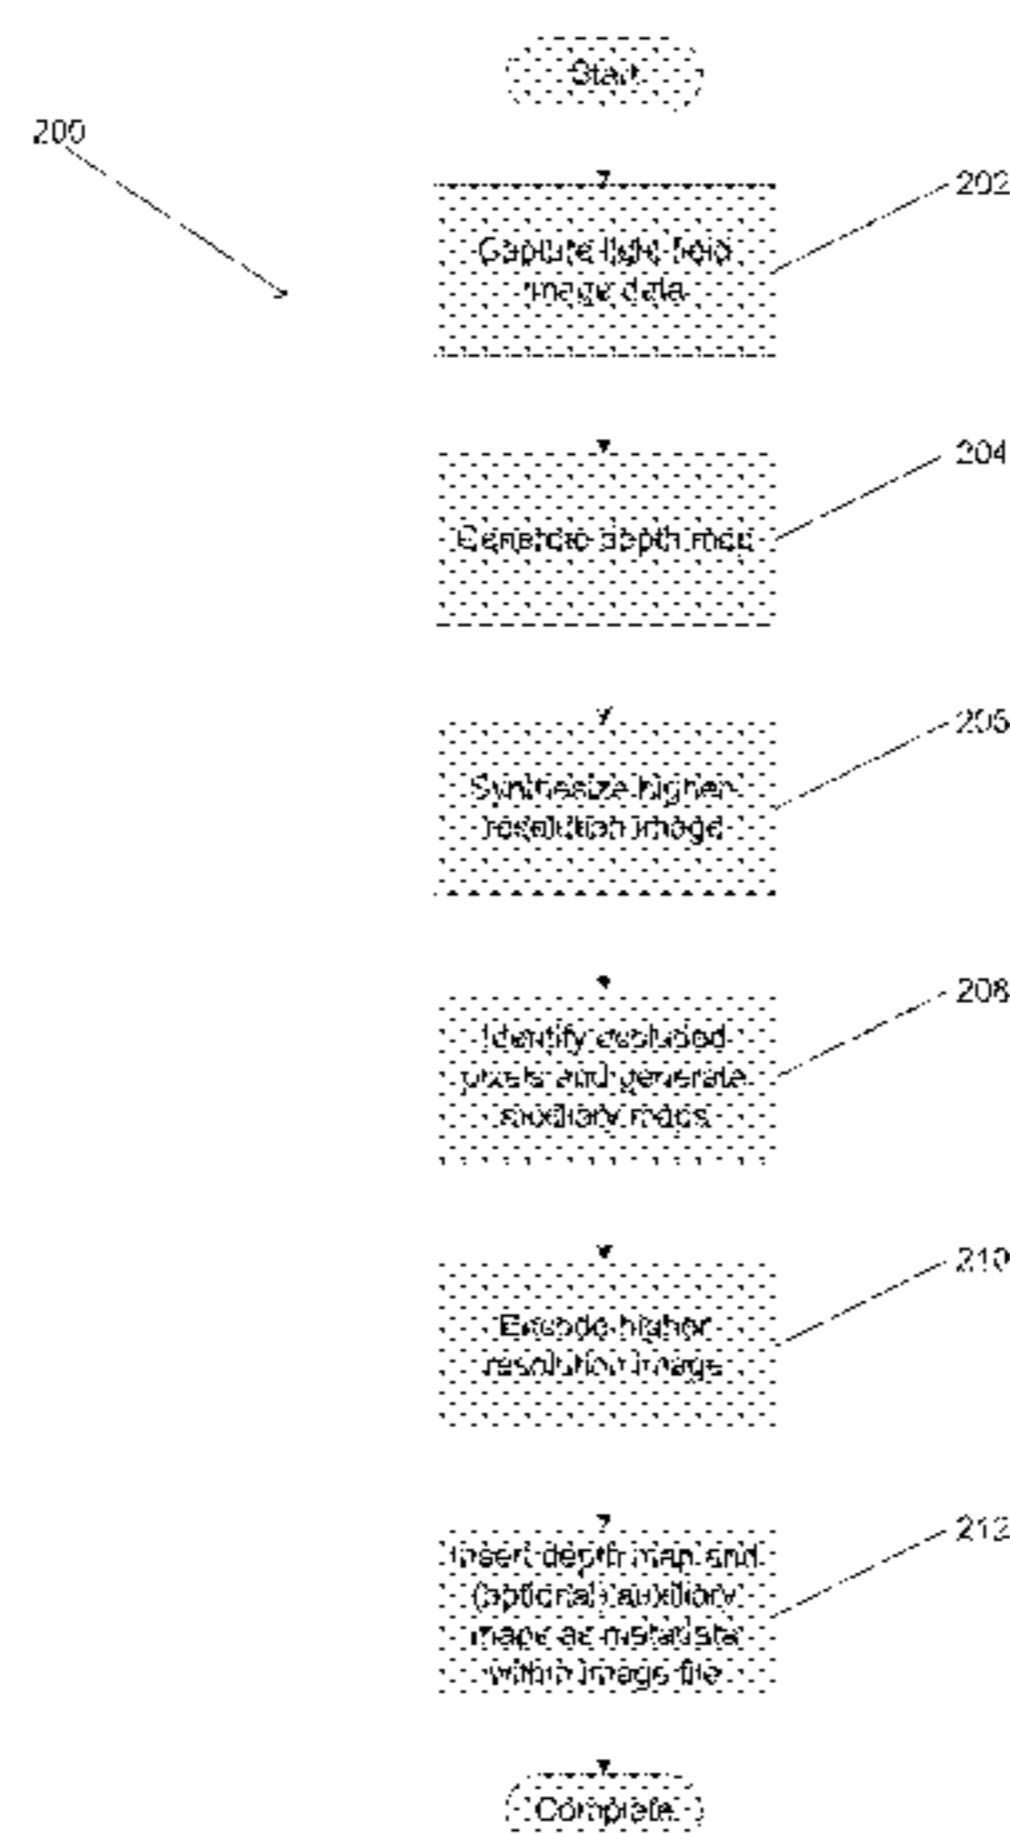 Start
200
202
Capture light field
image data
204
Generate depth map
206
Synthesize higher
resolution image
208
Identify occluded
pixels and generate
auxiliary maps
210
Encode higher
resolution image
212
Insert depth map and
(optional) auxiliary
maps as metadata
within image file
Complete